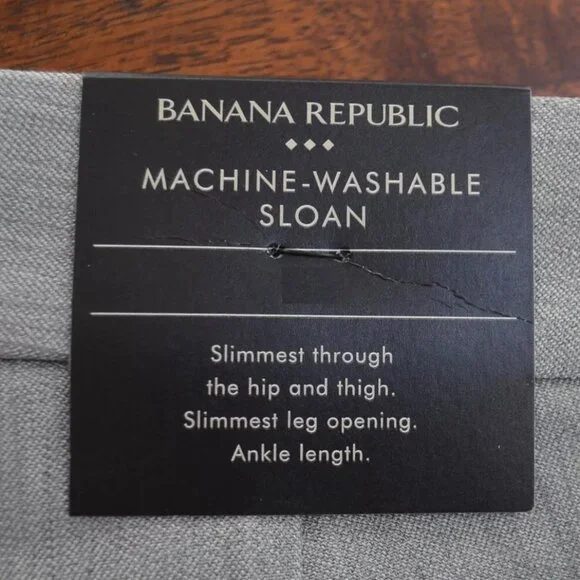 BANANA REPUBLIC
MACHINE-WASHABLE
SLOAN
Slimmest through
the hip and thigh.
Slimmest leg opening.
Ankle length.